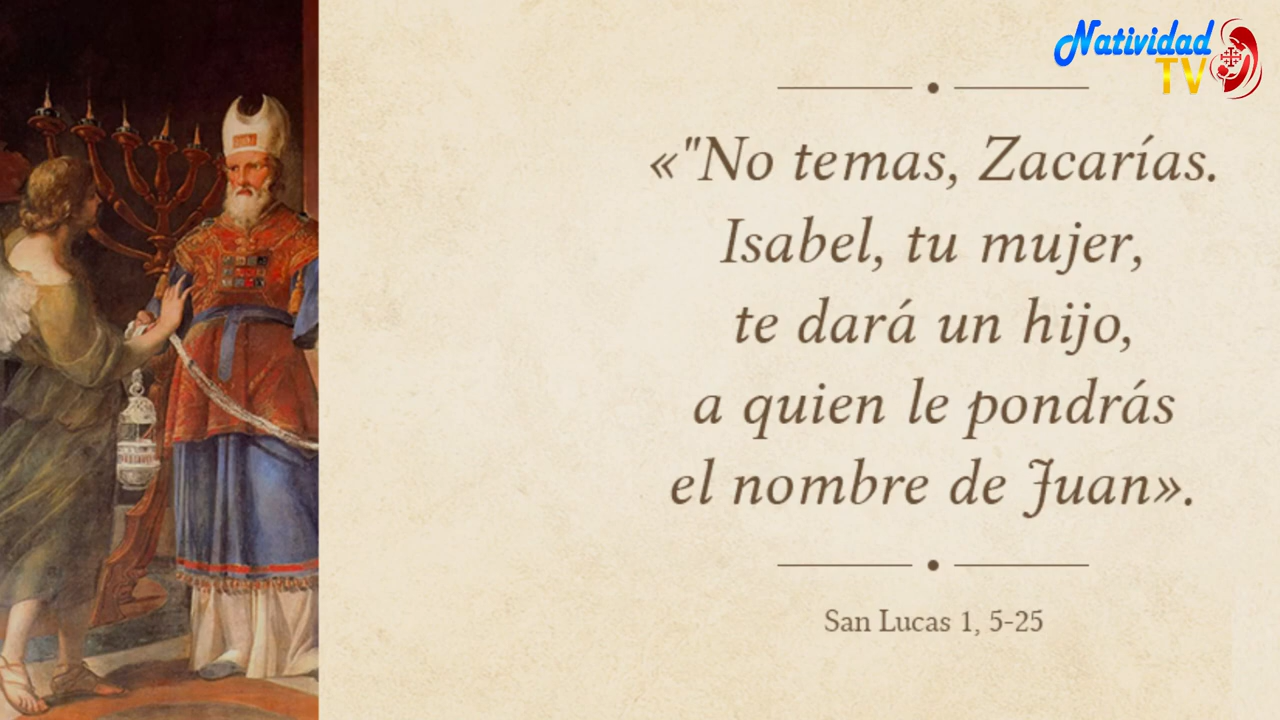 Natividad
TV
«"No temas, Zacarías.
Isabel, tu mujer,
te dará un hijo,
a quien le pondrás
el nombre de Juan».
San Lucas 1, 5-25